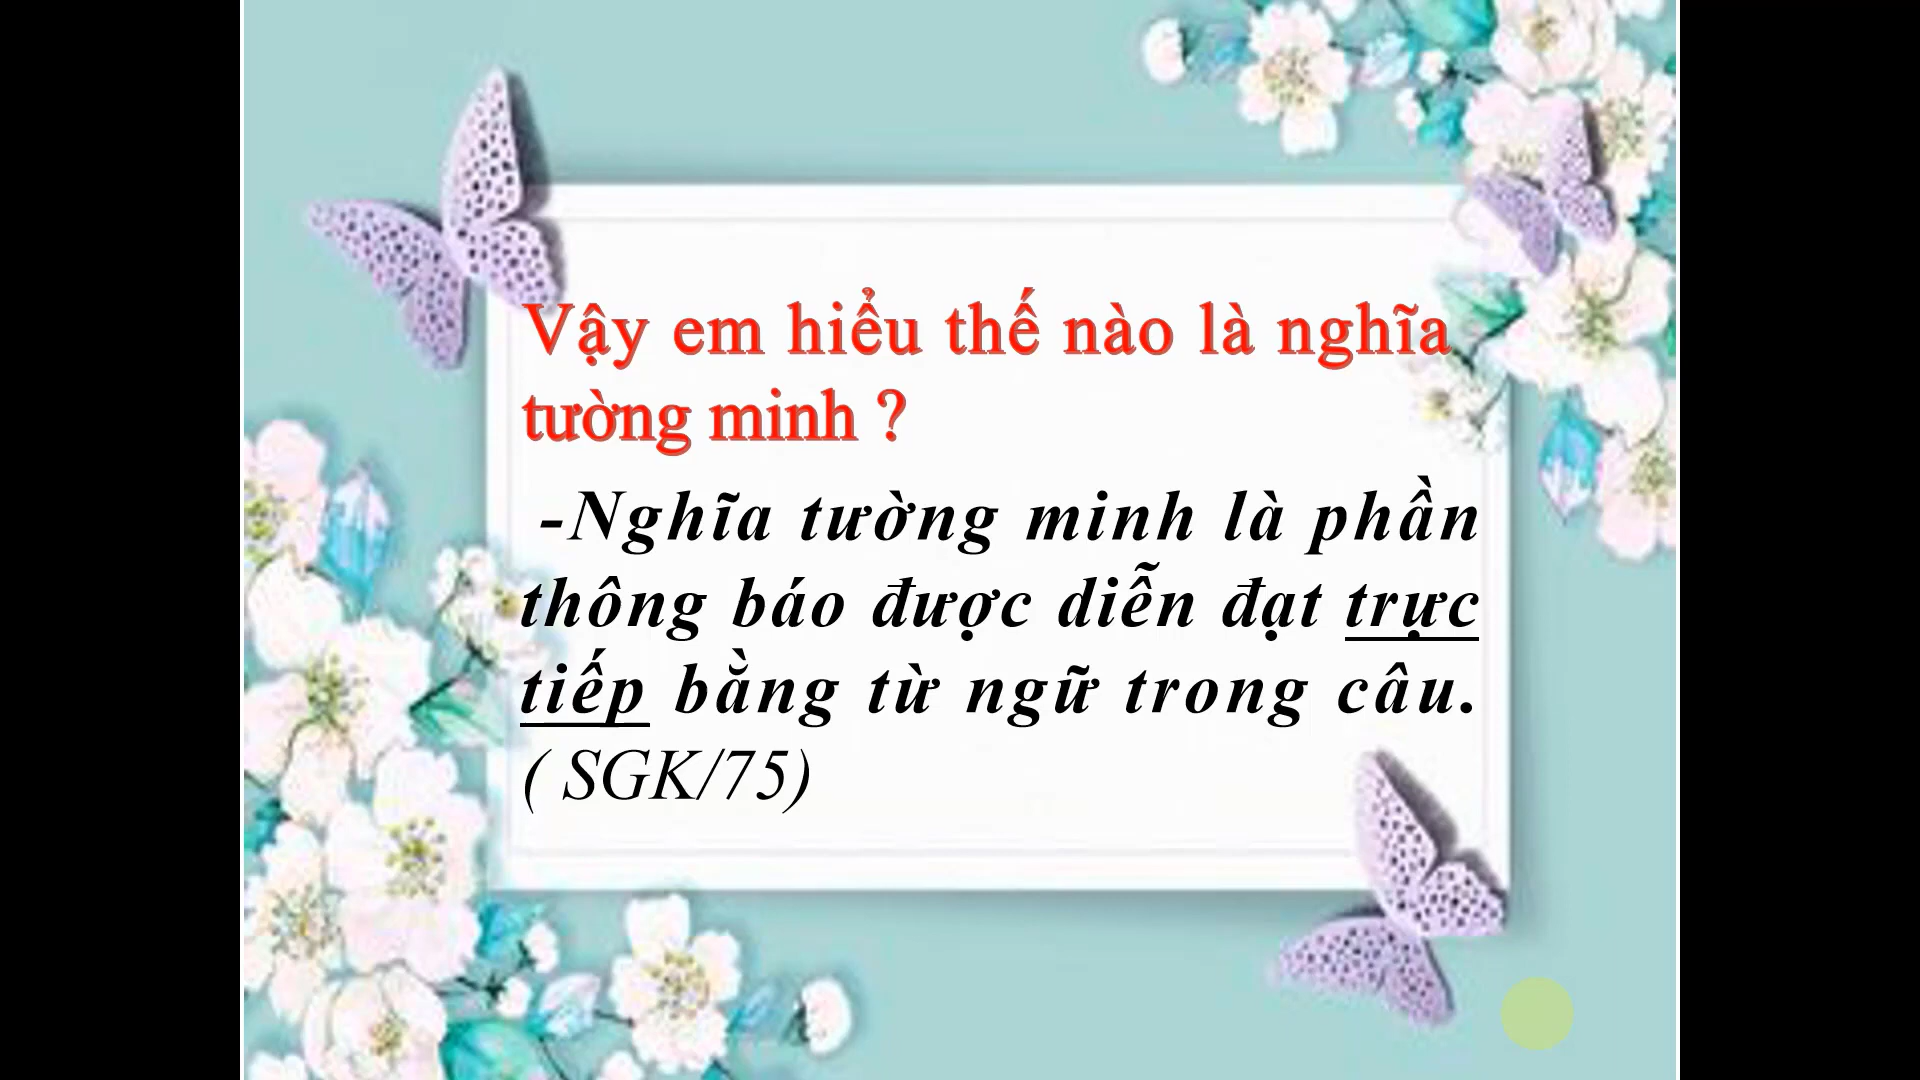 Vậy em hiểu thế nào là nghĩa
tường minh ?
-Nghĩa tường minh là phần
thông báo được diễn đạt trực
tiếp bằng từ ngữ trong câu.
( SGK/75)